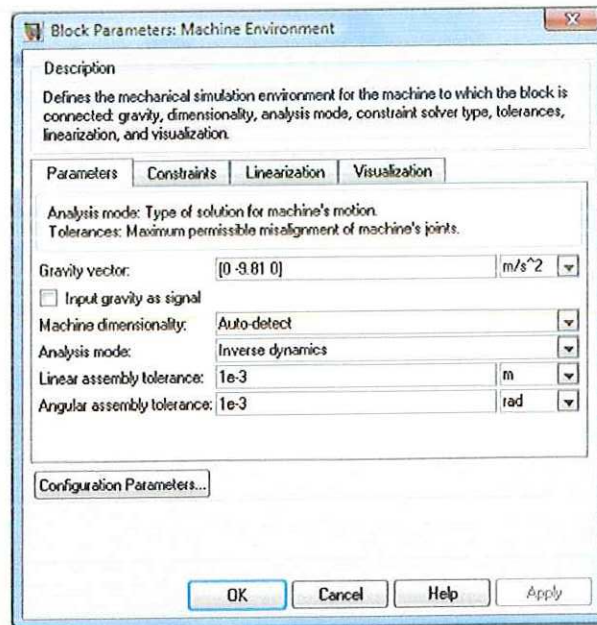 Block Parameters: Machine Environment
Description
Defines the mechanical simulation environment for the machine to which the block is
connected: gravity, dimensionality, analysis mode, constraint solver type, tolerances,
linearization, and visualization.
Parameters Constraints Linearization Visualization
Analysis mode: Type of solution for machine's motion.
Tolerances: Maximum permissible misalignment of machine's joints.
Gravity vector: [0 -9.81 0] m/s^2
Input gravity as signal
Machine dimensionality: Auto-detect
Analysis mode: Inverse dynamics
Linear assembly tolerance: 1e-3 m
Angular assembly tolerance: 1e-3 rad
Configuration Parameters...
OK Cancel Help Apply